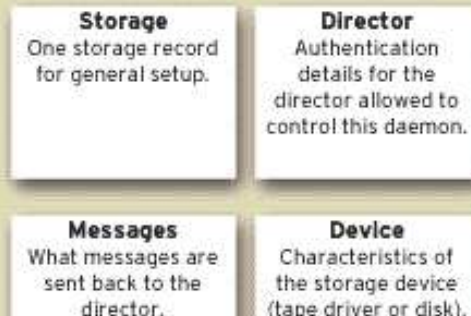 Storage
One storage record
for general setup.
Director
Authentication
details for the
director allowed to
control this daemon.
Messages
What messages are
sent back to the
director.
Device
Characteristics of
the storage device
(tape driver or disk).